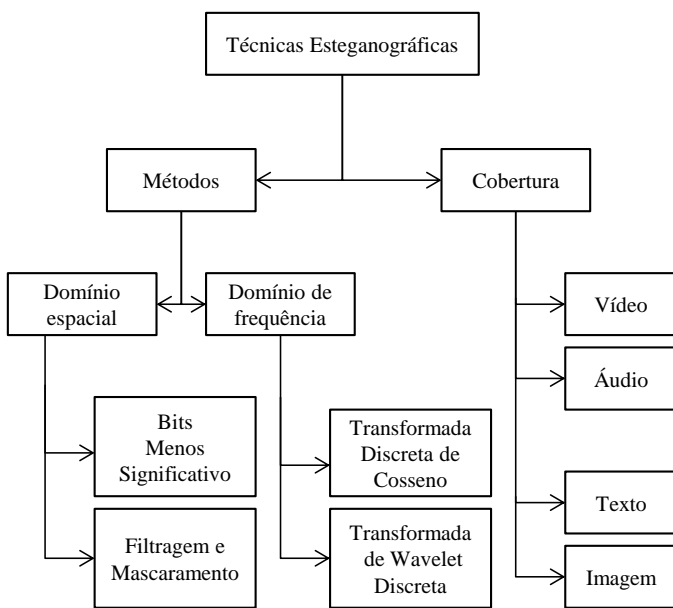 Técnicas Esteganográficas
Métodos
Cobertura
Domínio
espacial
Domínio de
frequência
Vídeo
Áudio
Bits
Menos
Significativo
Transformada
Discreta de
Cosseno
Texto
Filtragem e
Mascaramento
Transformada
de Wavelet
Discreta
Imagem